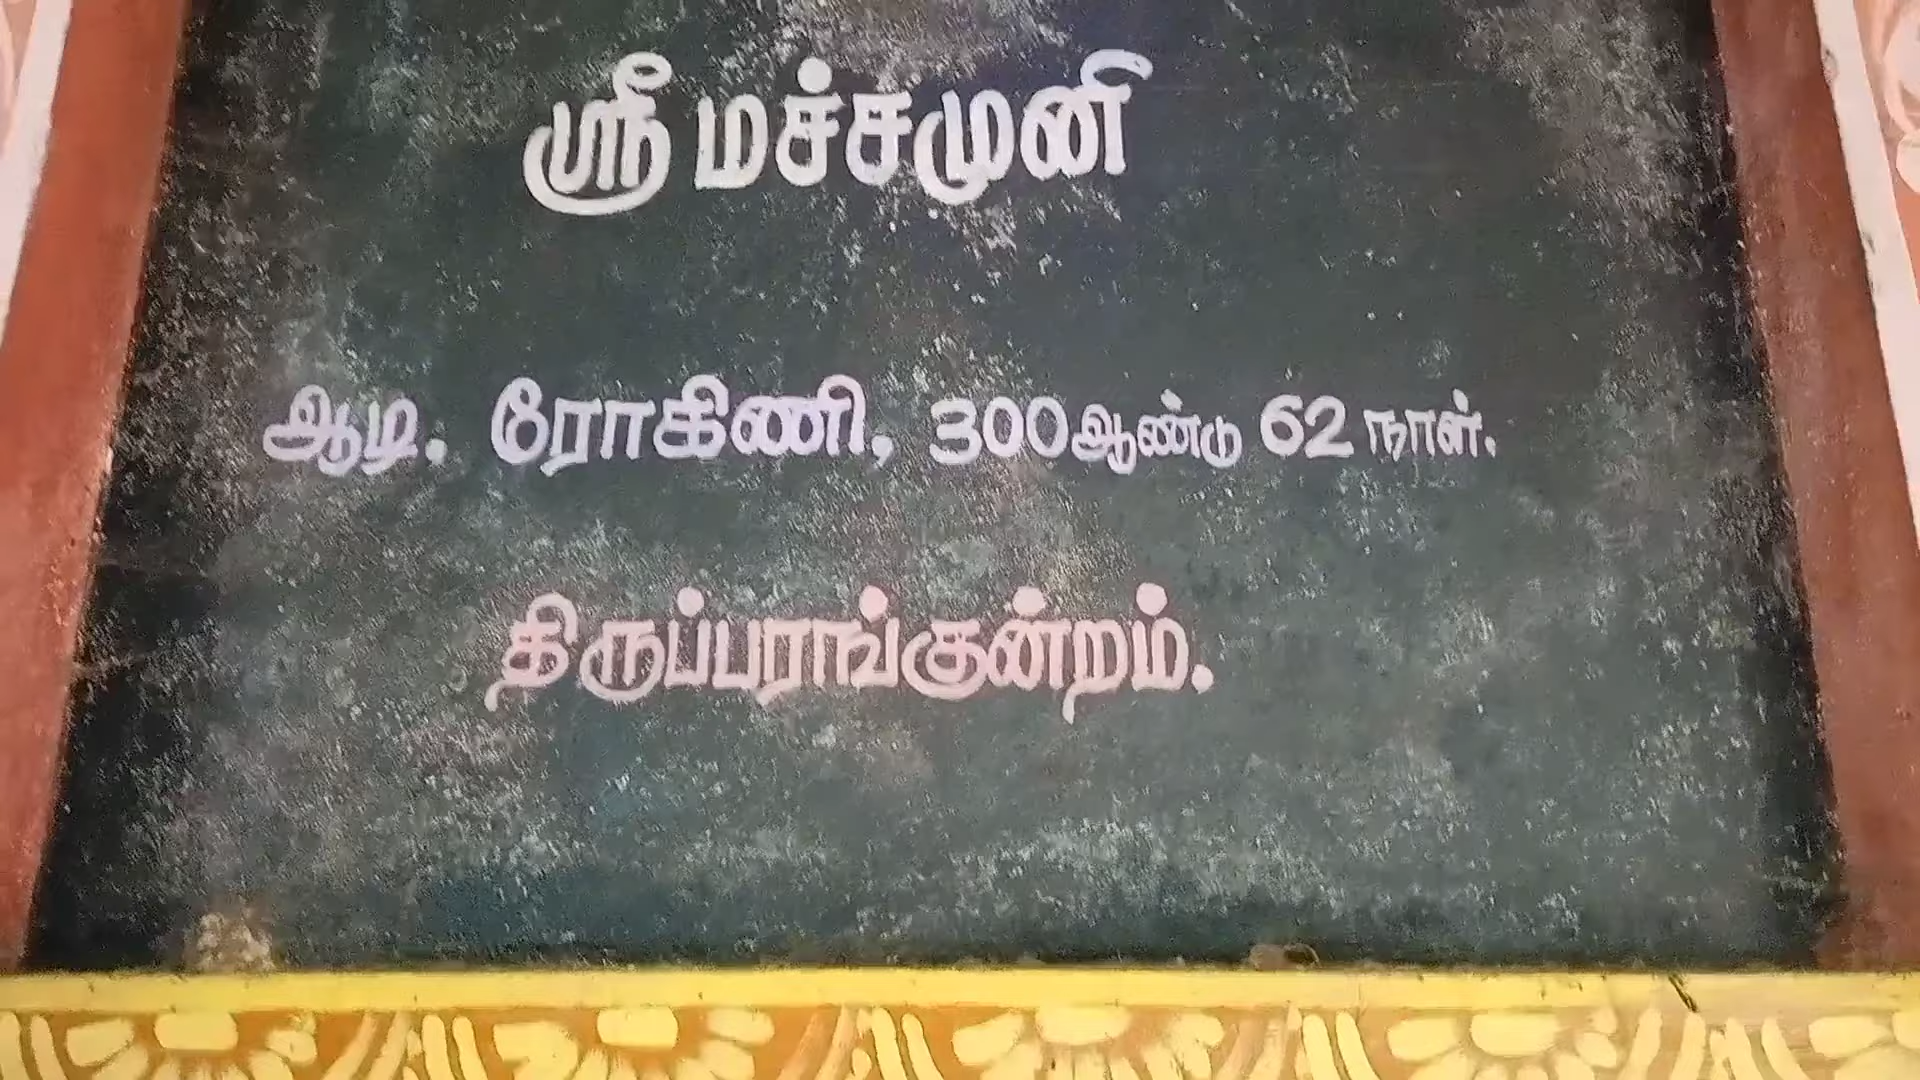 ஸ்ரீ மச்சமுனி
ஆடி. ரோகிணி, 300ஆண்டு 62 நாள்.
திருப்பரங்குன்றம்.